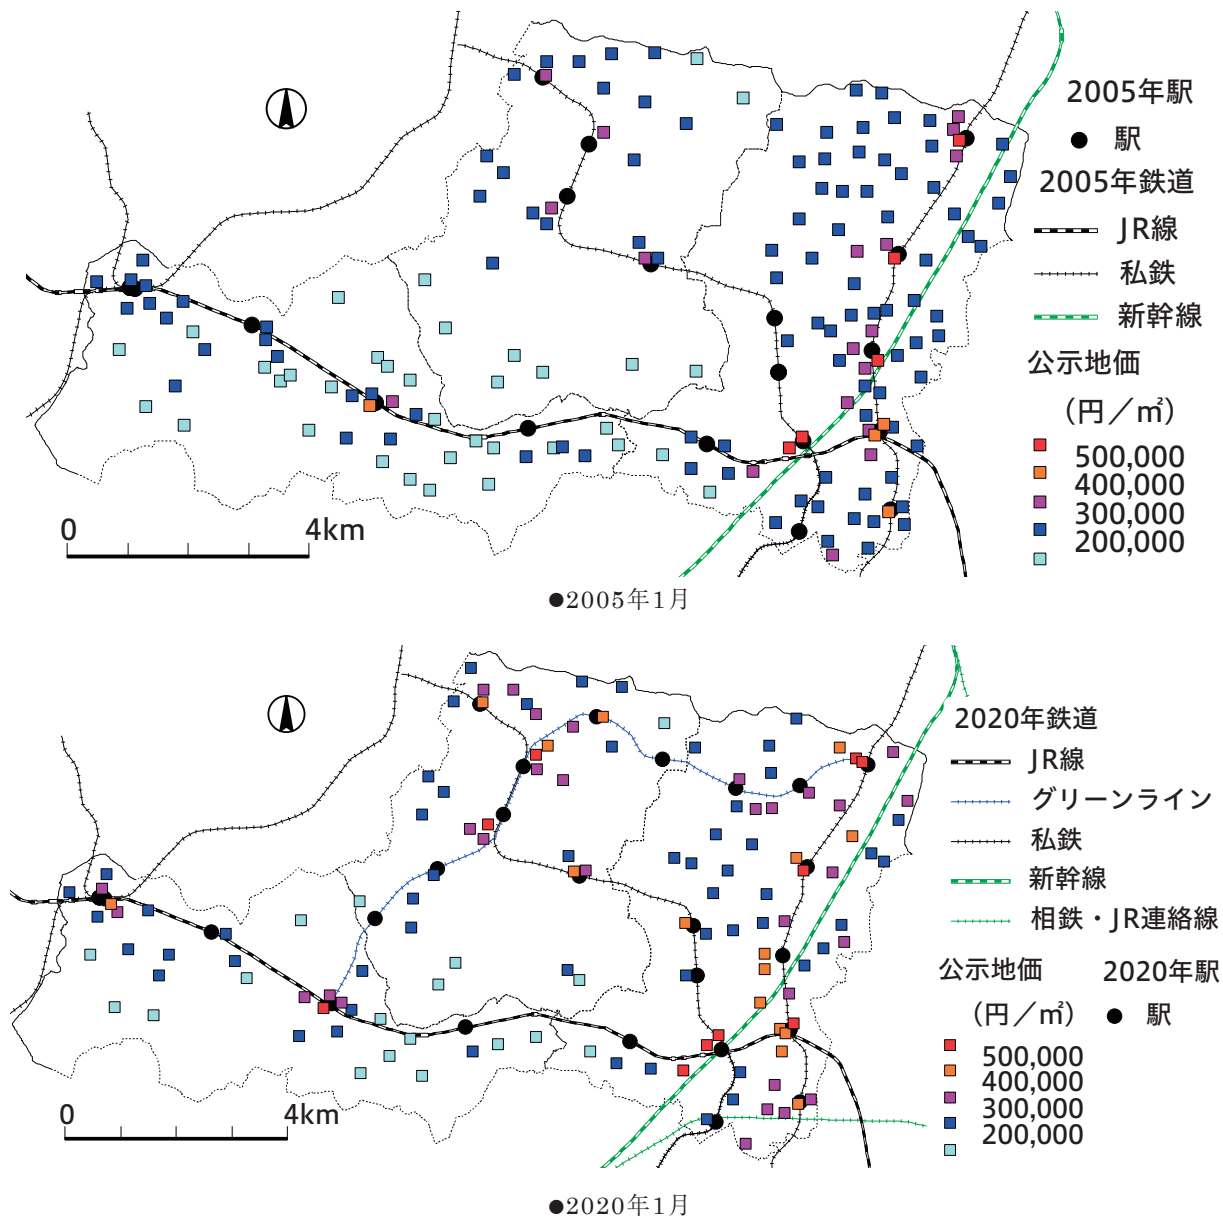 2005年駅
駅
2005年鉄道
JR線
私鉄
新幹線
公示地価
(円／㎡)
500,000
400,000
300,000
200,000
0 4km
●2005年1月
2020年鉄道
JR線
グリーンライン
私鉄
新幹線
相鉄・JR連絡線
公示地価 2020年駅
(円／㎡) 駅
500,000
400,000
300,000
200,000
0 4km
●2020年1月